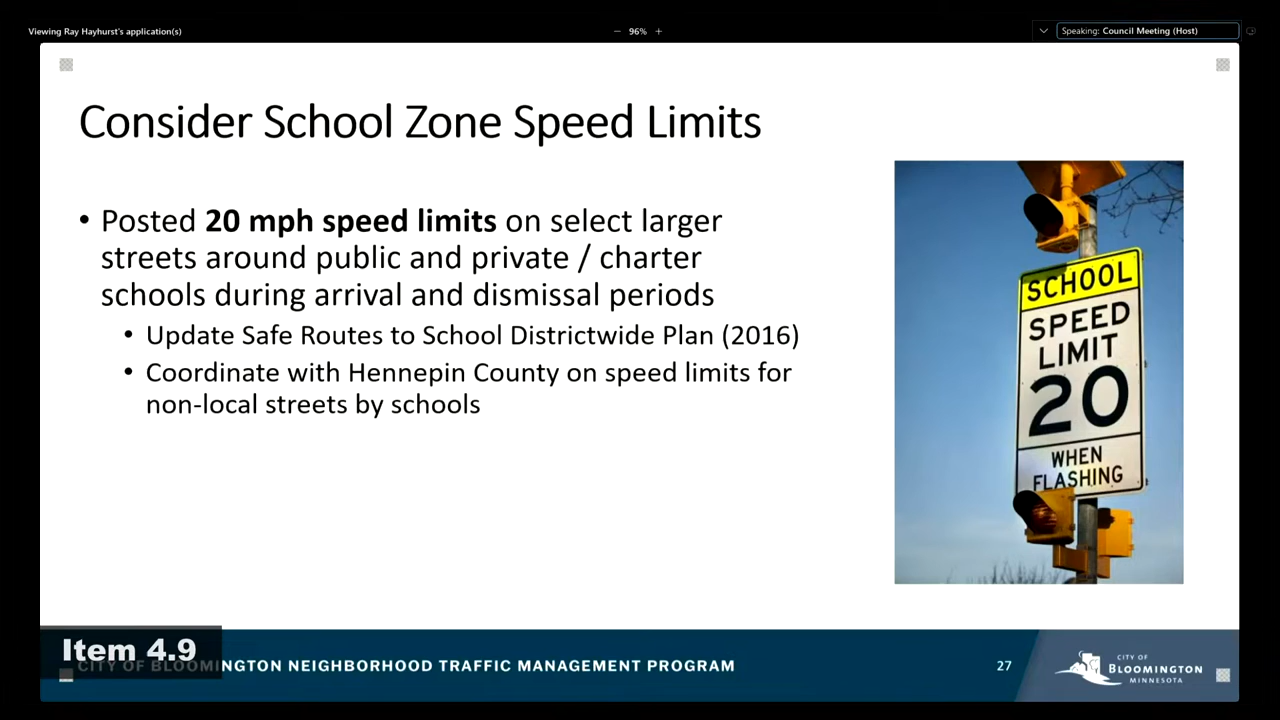 Viewing Ray Hayhurst's application(s)
− 96% +
Speaking: Council Meeting (Host)
Consider School Zone Speed Limits
• Posted 20 mph speed limits on select larger
streets around public and private / charter
schools during arrival and dismissal periods
• Update Safe Routes to School Districtwide Plan (2016)
• Coordinate with Hennepin County on speed limits for
non-local streets by schools
SCHOOL
SPEED
LIMIT
20
WHEN
FLASHING
Item 4.9
CITY OF BLOOMINGTON NEIGHBORHOOD TRAFFIC MANAGEMENT PROGRAM
27
CITY OF
BLOOMINGTON
MINNESOTA